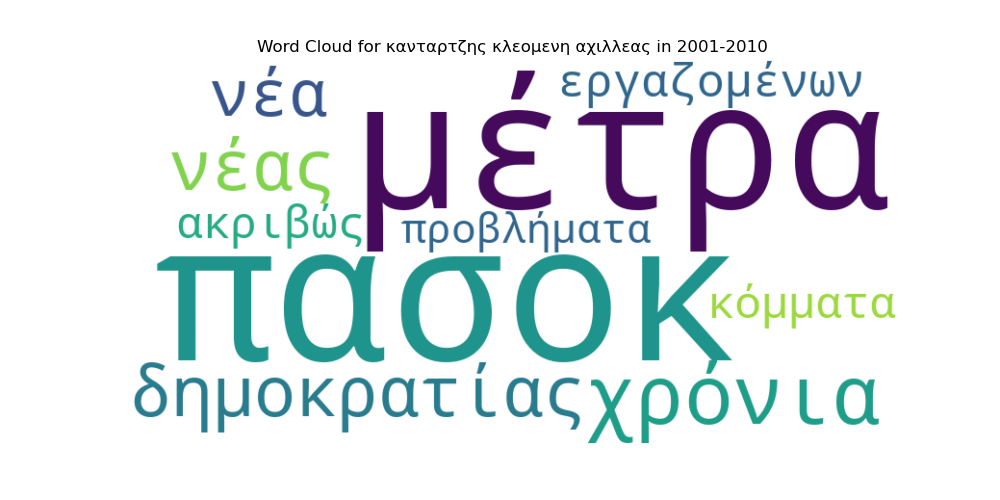 Word Cloud for κανταρτζης κλεομενη αχιλλεας in 2001-2010
νέα
εργαζομένων
μέτρα
νέας
ακριβώς
προβλήματα
πασοκ
κόμματα
δημοκρατίας
χρόνια